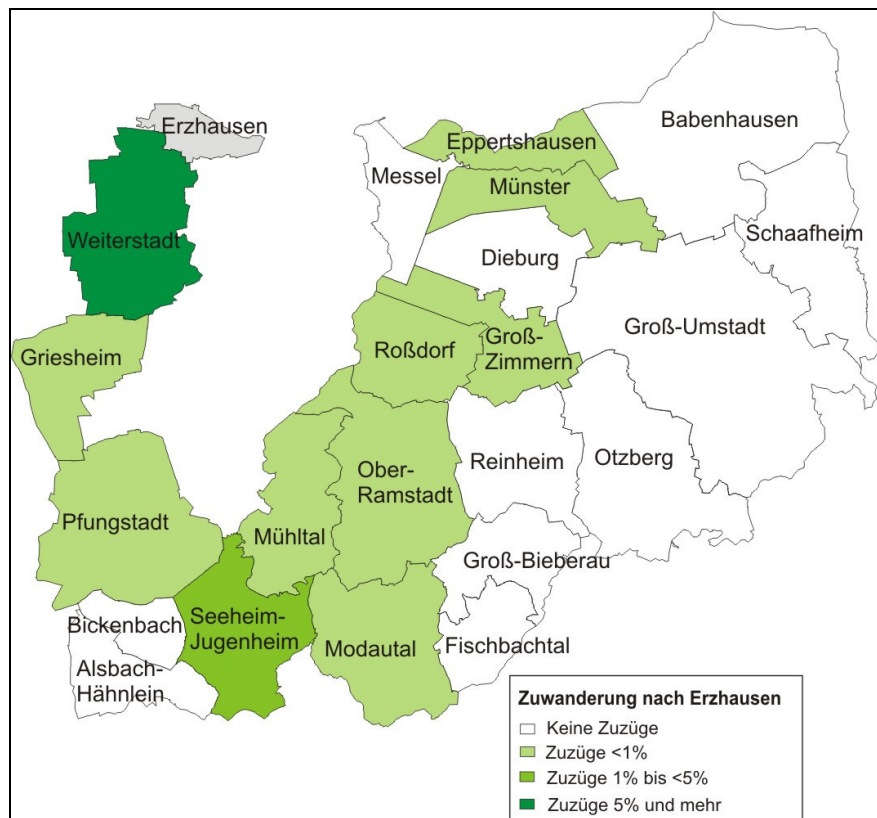 Erzhausen
Babenhausen
Eppertshausen
Messel
Münster
Schaafheim
Weiterstadt
Dieburg
Groß-Umstadt
Griesheim
Roßdorf
Groß-
Zimmern
Reinheim
Otzberg
Ober-
Ramstadt
Pfungstadt
Mühltal
Groß-Bieberau
Bickenbach
Seeheim-
Jugenheim
Modautal
Fischbachtal
Alsbach-
Hähnlein
Zuwanderung nach Erzhausen
Keine Zuzüge
Zuzüge <1%
Zuzüge 1% bis <5%
Zuzüge 5% und mehr